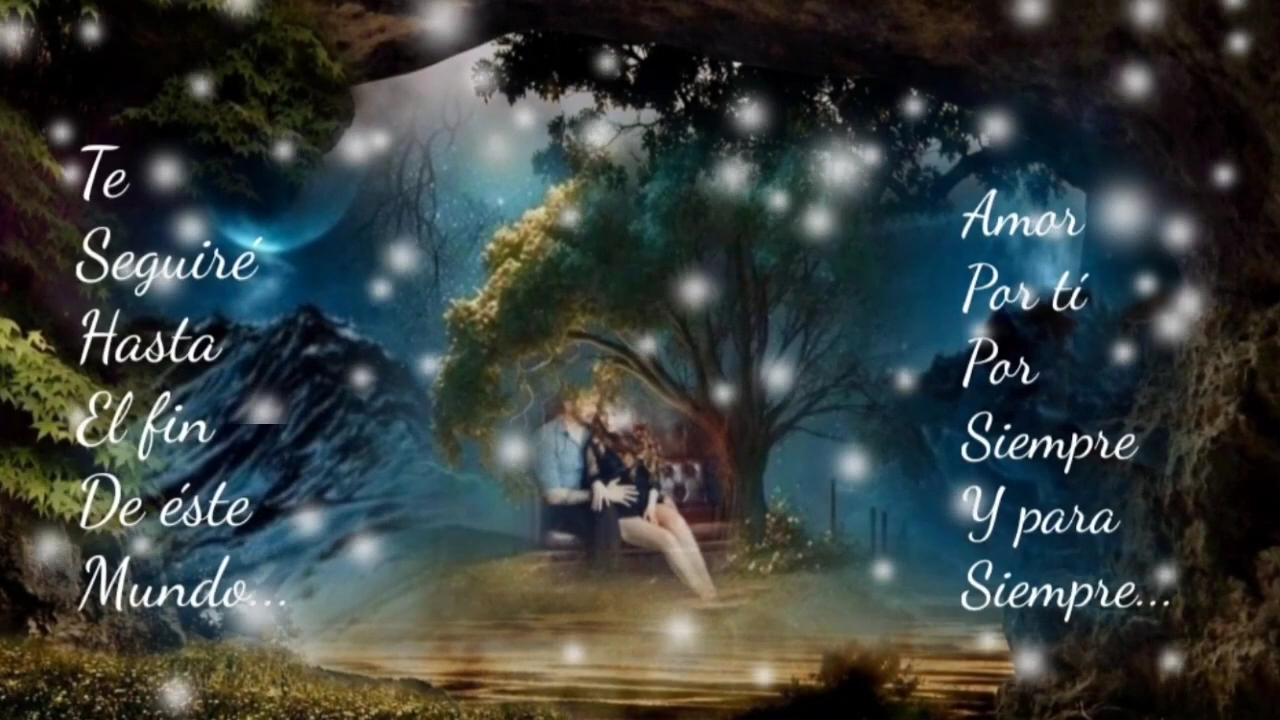 Te
Seguiré
Hasta
El fin
De éste
Mundo...
Amor
Por tí
Por
Siempre
Y para
Siempre...